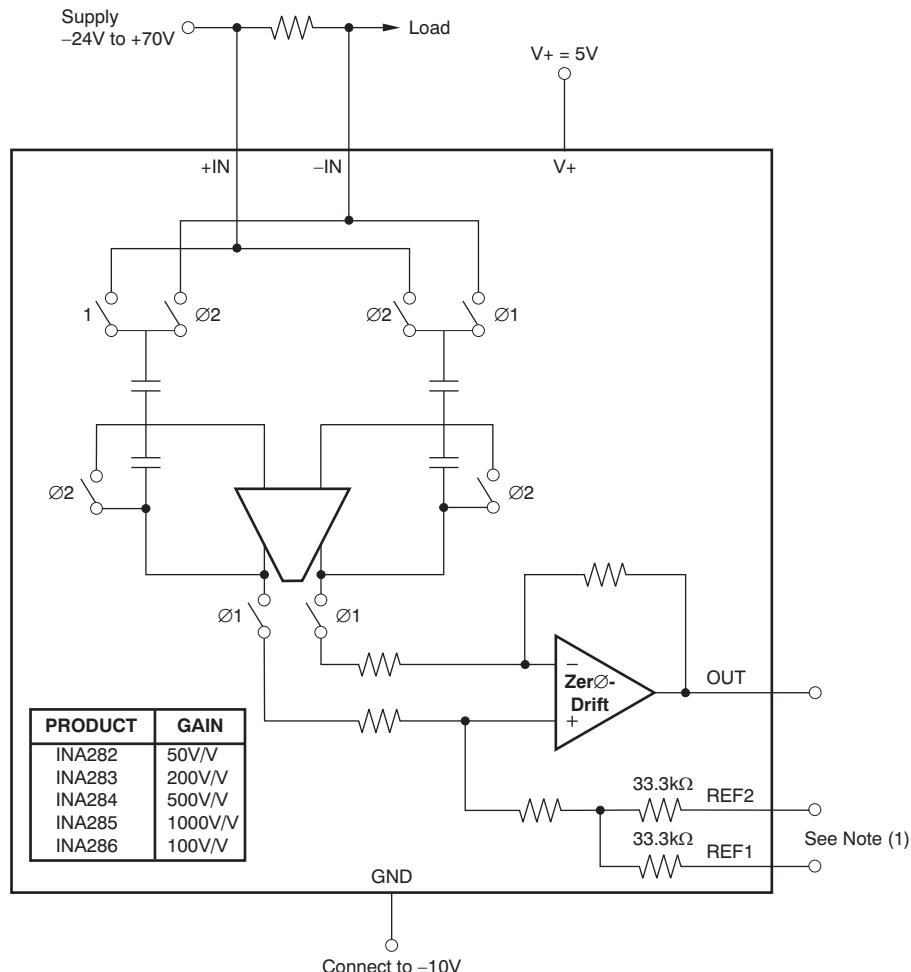 Supply
−24V to +70V
Load
V+ = 5V
+IN
−IN
V+
1
Ø2
Ø2
Ø1
Ø2
Ø2
Ø1
Ø1
−
ZerØ-
Drift
+
OUT
PRODUCT GAIN
INA282 50V/V
INA283 200V/V
INA284 500V/V
INA285 1000V/V
INA286 100V/V
33.3kΩ
REF2
33.3kΩ
REF1
See Note (1)
GND
Connect to −10V